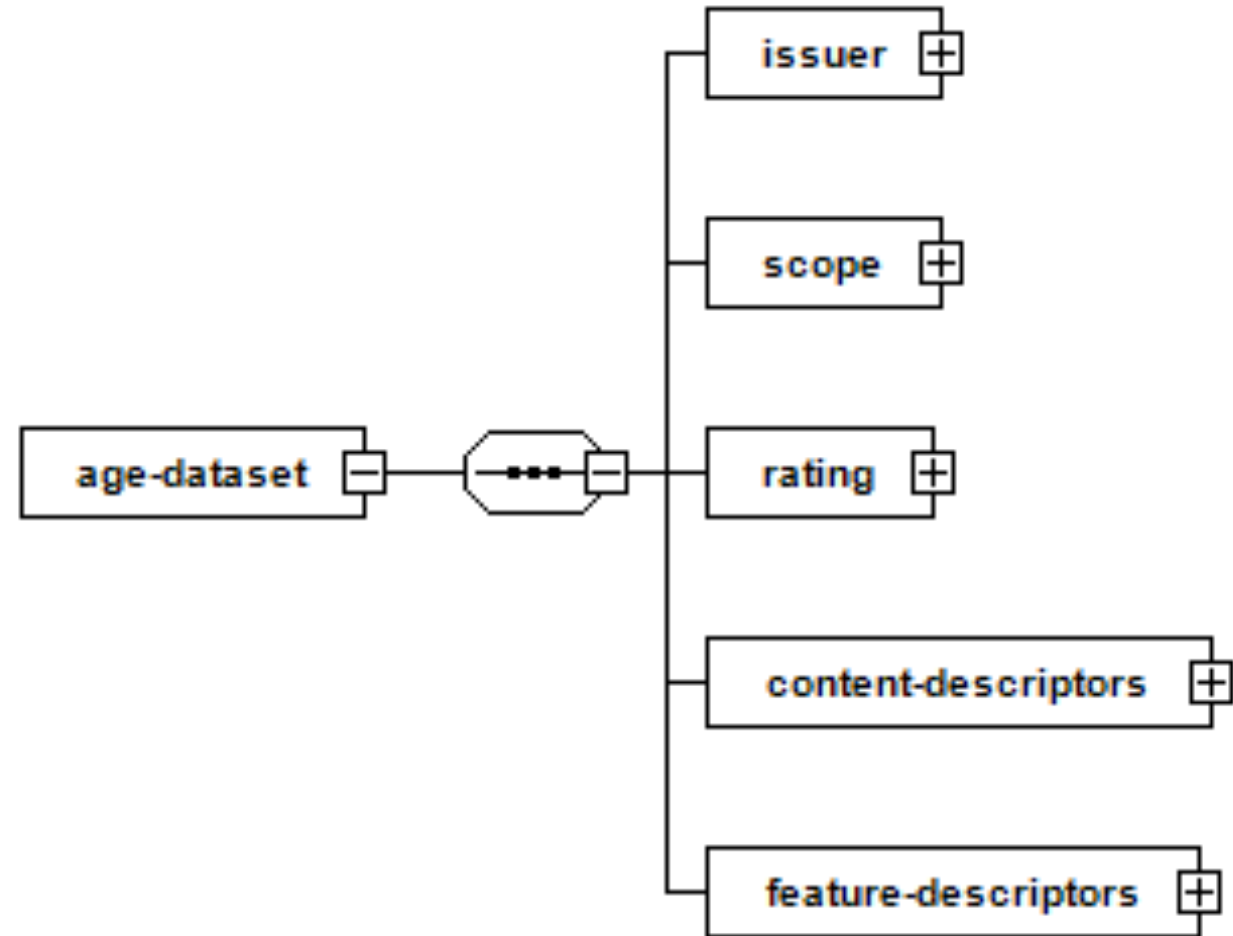 issuer
scope
age-dataset
rating
content-descriptors
feature-descriptors